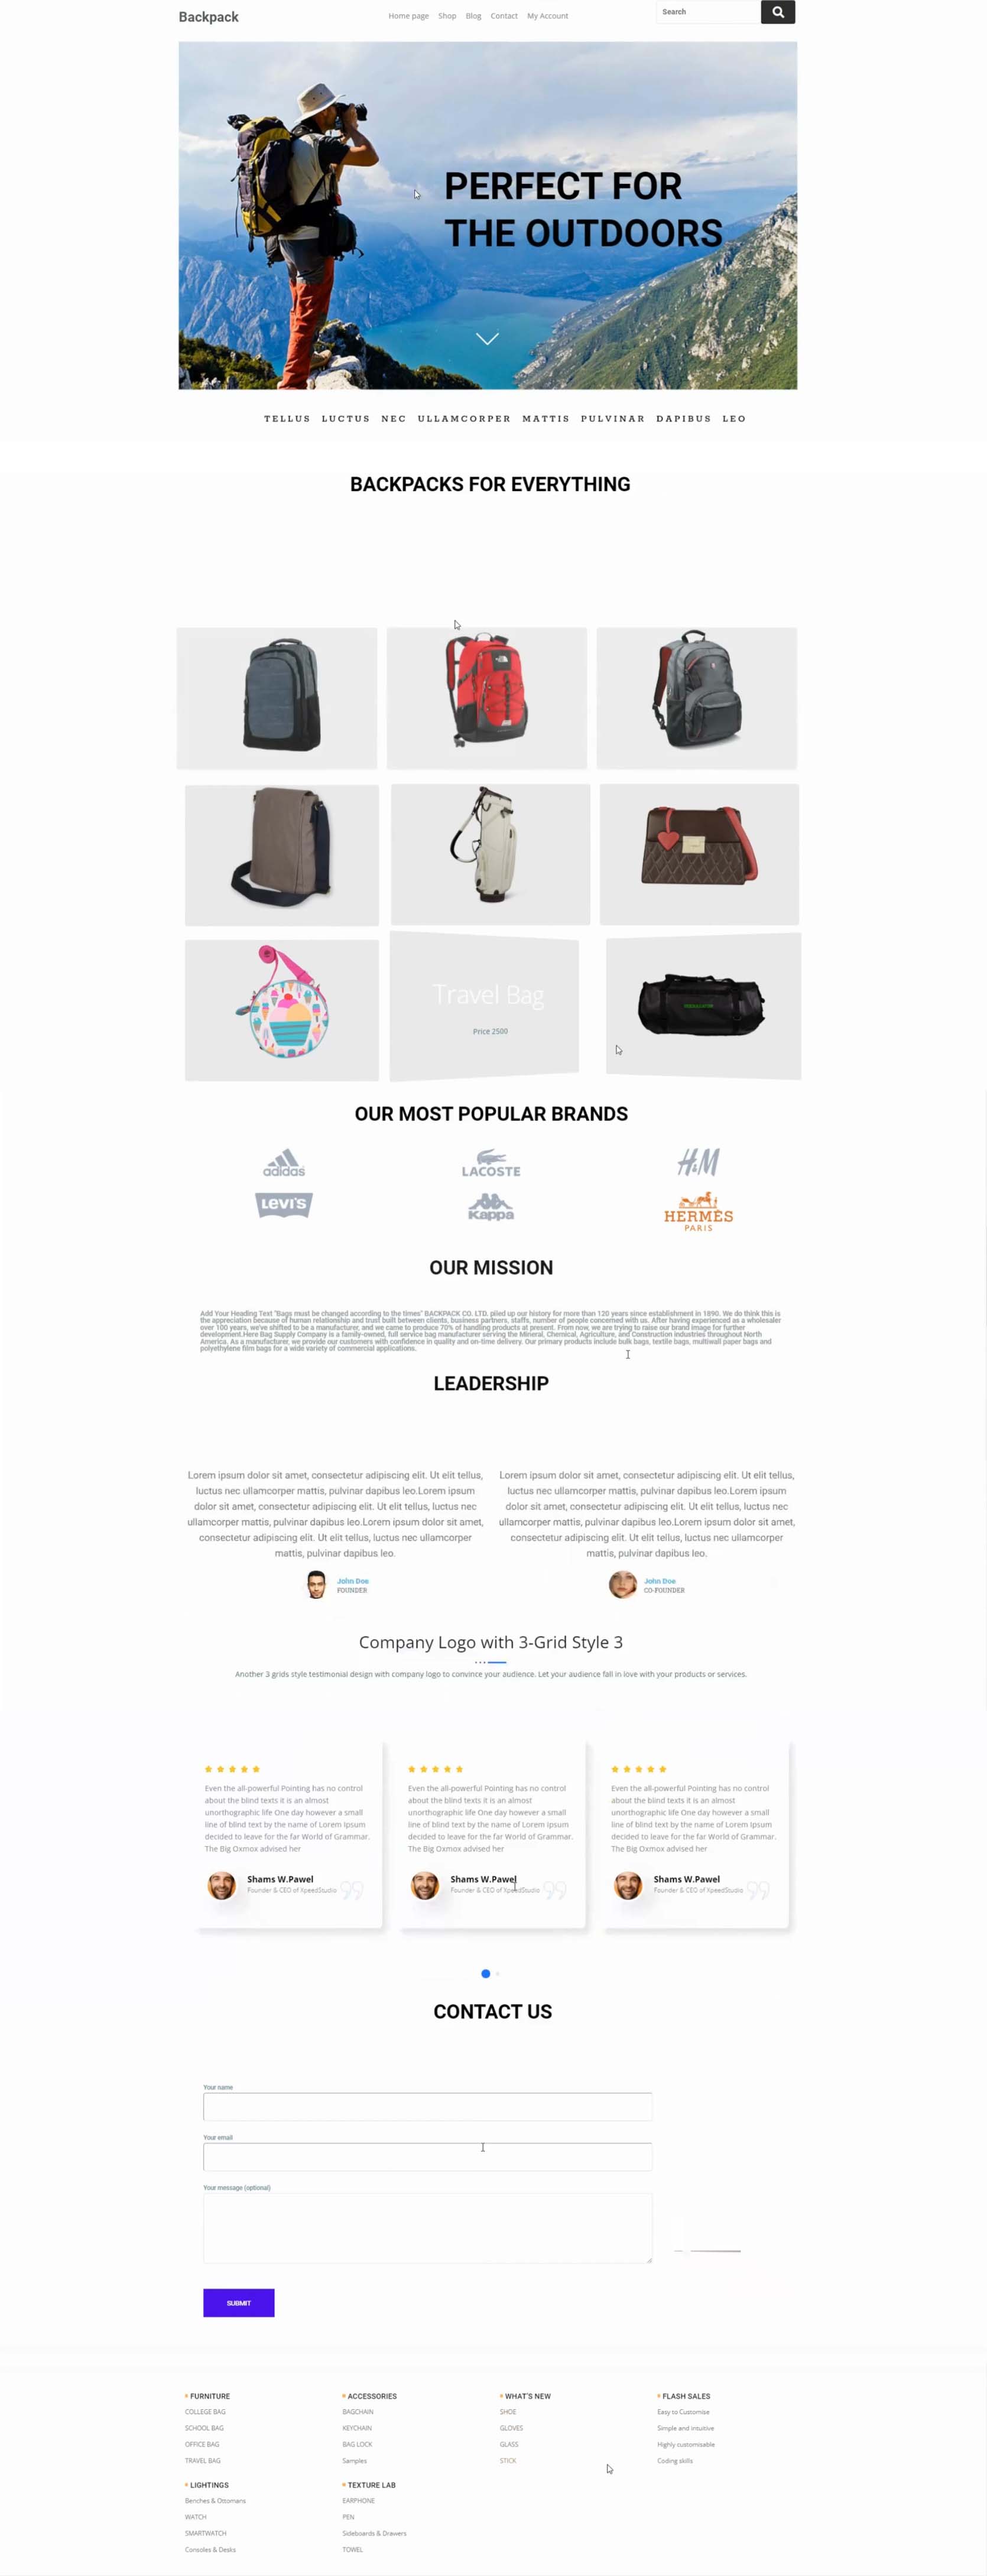 Backpack
Home page Shop Blog Contact My Account
Search
PERFECT FOR
THE OUTDOORS
TELLUS LUCTUS NEC ULLAMCORPER MATTIS PULVINAR DAPIBUS LEO
BACKPACKS FOR EVERYTHING
Travel Bag
Price 2500
OUR MOST POPULAR BRANDS
adidas
LACOSTE
H&M
LEVI'S
Kappa
HERMÈS
PARIS
OUR MISSION
Add Your Heading Text "Bags must be changed according to the times" BACKPACK CO. LTD. piled up our history for more than 120 years since establishment in 1890. We do think this is
the appreciation because of human relationship and trust built between clients, business partners, staffs, number of people concerned with us. After having experienced as a wholesaler
over 100 years, we've shifted to be a manufacturer, and we came to produce 70% of handling products at present. From now, we are trying to raise our brand image for further
development.Here Bag Supply Company is a family-owned, full service bag manufacturer serving the Mineral, Chemical, Agriculture, and Construction industries throughout North
America. As a manufacturer, we provide our customers with confidence in quality and on-time delivery. Our primary products include bulk bags, textile bags, multiwall paper bags and
polyethylene film bags for a wide variety of commercial applications.
LEADERSHIP
Lorem ipsum dolor sit amet, consectetur adipiscing elit. Ut elit tellus,
luctus nec ullamcorper mattis, pulvinar dapibus leo.Lorem ipsum
dolor sit amet, consectetur adipiscing elit. Ut elit tellus, luctus nec
ullamcorper mattis, pulvinar dapibus leo.Lorem ipsum dolor sit amet,
consectetur adipiscing elit. Ut elit tellus, luctus nec ullamcorper
mattis, pulvinar dapibus leo.
John Doe
FOUNDER
Lorem ipsum dolor sit amet, consectetur adipiscing elit. Ut elit tellus,
luctus nec ullamcorper mattis, pulvinar dapibus leo.Lorem ipsum
dolor sit amet, consectetur adipiscing elit. Ut elit tellus, luctus nec
ullamcorper mattis, pulvinar dapibus leo.Lorem ipsum dolor sit amet,
consectetur adipiscing elit. Ut elit tellus, luctus nec ullamcorper
mattis, pulvinar dapibus leo.
John Doe
CO-FOUNDER
Company Logo with 3-Grid Style 3
Another 3 grids style testimonial design with company logo to convince your audience. Let your audience fall in love with your products or services.
Even the all-powerful Pointing has no control
about the blind texts it is an almost
unorthographic life One day however a small
line of blind text by the name of Lorem Ipsum
decided to leave for the far World of Grammar.
The Big Oxmox advised her
Shams W.Pawel
Founder & CEO of XpeedStudio
Even the all-powerful Pointing has no control
about the blind texts it is an almost
unorthographic life One day however a small
line of blind text by the name of Lorem Ipsum
decided to leave for the far World of Grammar.
The Big Oxmox advised her
Shams W.Pawel
Founder & CEO of XpeedStudio
Even the all-powerful Pointing has no control
about the blind texts it is an almost
unorthographic life One day however a small
line of blind text by the name of Lorem Ipsum
decided to leave for the far World of Grammar.
The Big Oxmox advised her
Shams W.Pawel
Founder & CEO of XpeedStudio
CONTACT US
Your name
Your email
Your message (optional)
SUBMIT
FURNITURE
COLLEGE BAG
SCHOOL BAG
OFFICE BAG
TRAVEL BAG
ACCESSORIES
BAGCHAIN
KEYCHAIN
BAG LOCK
Samples
WHAT'S NEW
SHOE
GLOVES
GLASS
STICK
FLASH SALES
Easy to Customise
Simple and intuitive
Highly customisable
Coding skills
LIGHTINGS
Benches & Ottomans
WATCH
SMARTWATCH
Consoles & Desks
TEXTURE LAB
EARPHONE
PEN
Sideboards & Drawers
TOWEL